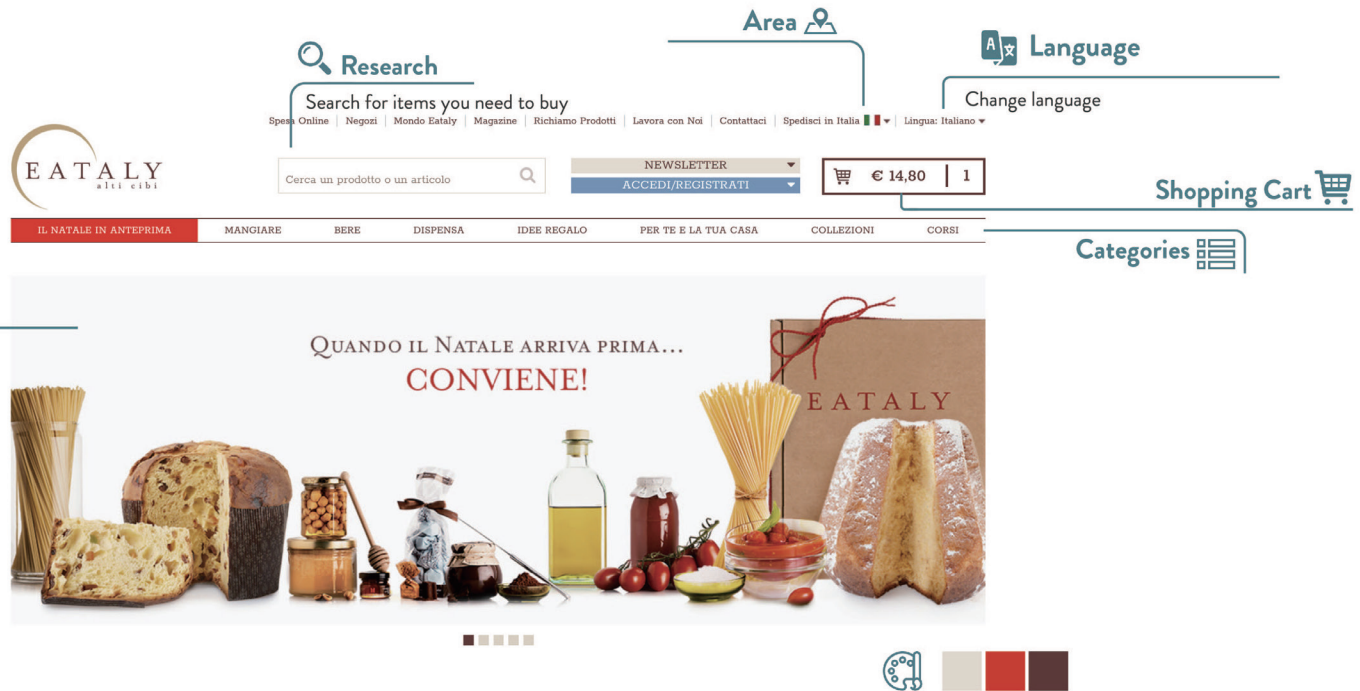 Area
Research
Language
Search for items you need to buy
Change language
Spesa Online | Negozi | Mondo Eataly | Magazine | Richiamo Prodotti | Lavora con Noi | Contattaci | Spedisci in Italia | Lingua: Italiano
EATALY
alti cibi
Cerca un prodotto o un articolo
NEWSLETTER
ACCEDI/REGISTRATI
€ 14,80 | 1
Shopping Cart
IL NATALE IN ANTEPRIMA MANGIARE BERE DISPENSA IDEE REGALO PER TE E LA TUA CASA COLLEZIONI CORSI
Categories
QUANDO IL NATALE ARRIVA PRIMA...
CONVIENE!
EATALY